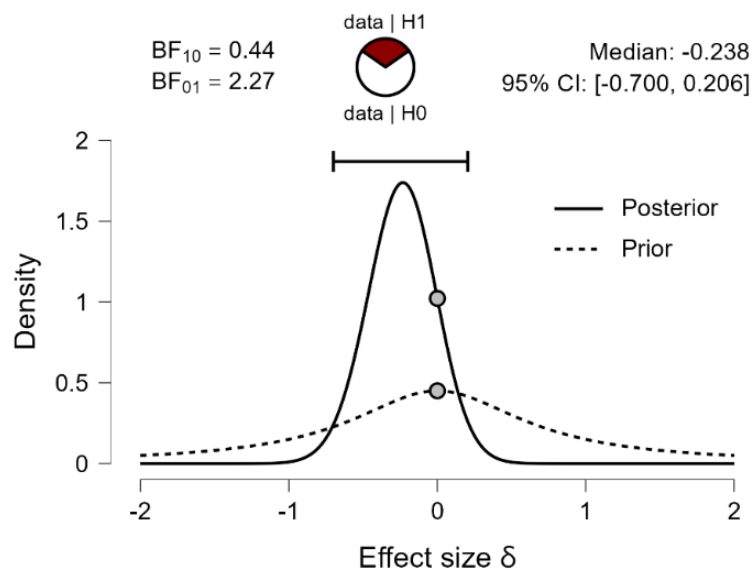 data | H1
BF₁₀ = 0.44
BF₀₁ = 2.27
data | H0
Median: -0.238
95% CI: [-0.700, 0.206]
2
1.5
1
0.5
0
Density
Posterior
Prior
-2 -1 0 1 2
Effect size δ